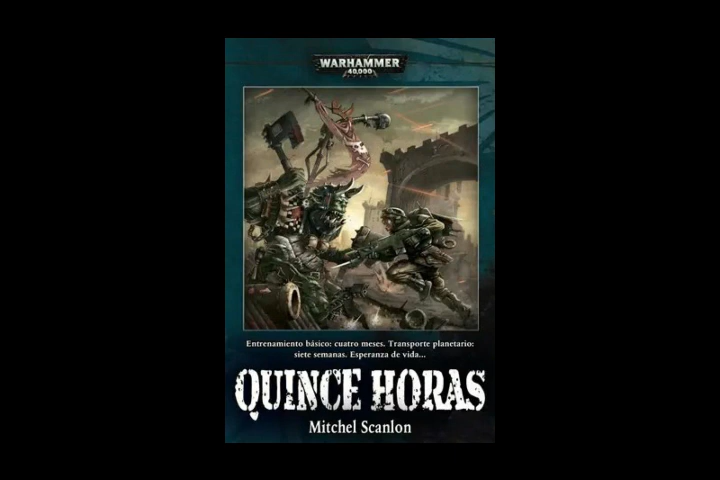 WARHAMMER
40,000
Entrenamiento básico: cuatro meses. Transporte planetario:
siete semanas. Esperanza de vida...
QUINCE HORAS
Mitchel Scanlon